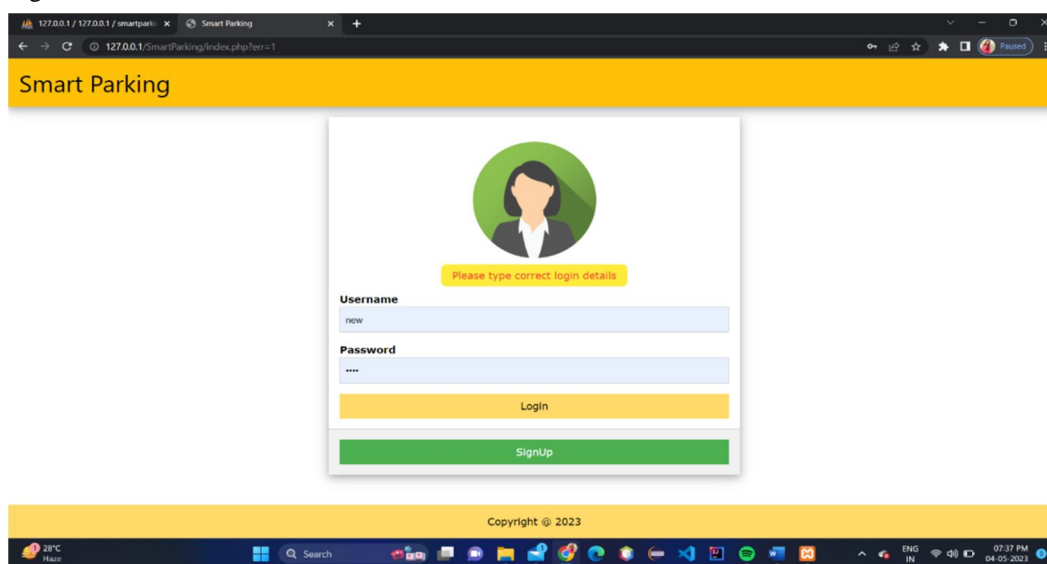 127.0.0.1 / 127.0.0.1 / smartparki
Smart Parking
127.0.0.1/SmartParking/index.php?err=1
Paused
Smart Parking
Please type correct login details
Username
new
Password
••••
Login
SignUp
Copyright @ 2023
28°C
Haze
Search
ENG
IN
07:37 PM
04-05-2023